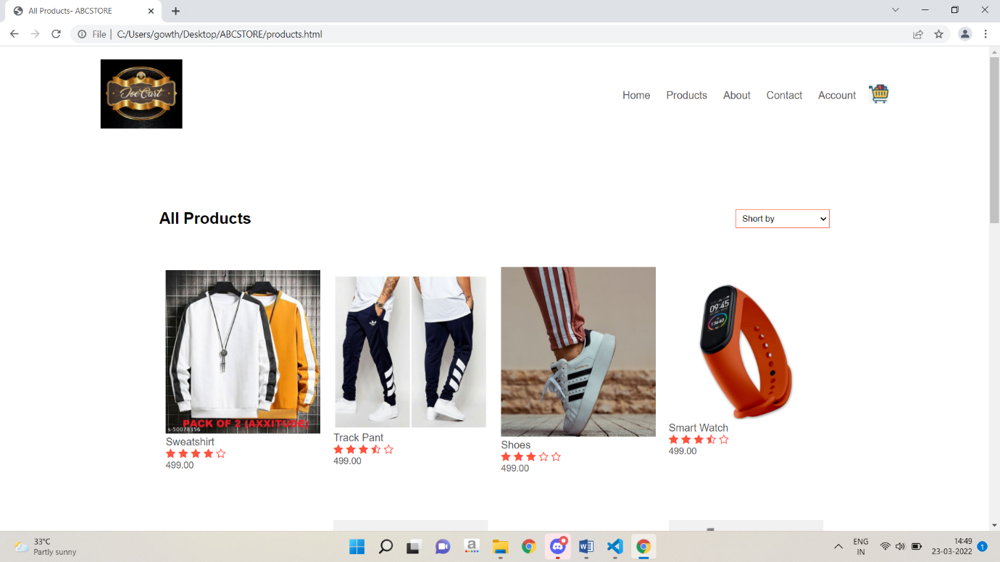 All Products- ABCSTORE
File | C:/Users/gowth/Desktop/ABCSTORE/products.html
JoeCart
Home Products About Contact Account
All Products
Short by
09:45
13640
PACK OF 2 (AXXITUDE)
s-50078356
Sweatshirt
499.00
Track Pant
499.00
Shoes
499.00
Smart Watch
499.00
33°C
Partly sunny
a
W
ENG
IN
14:49
23-03-2022
1